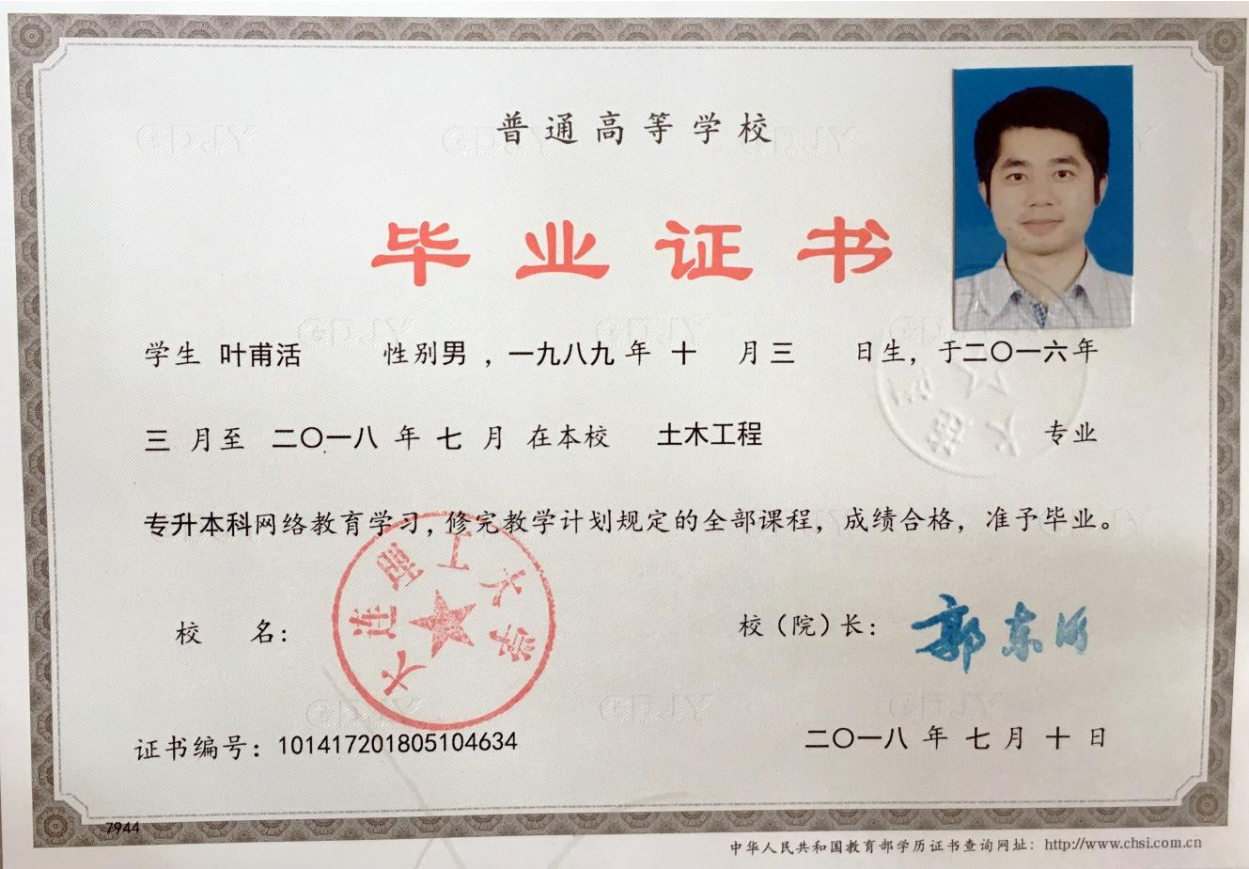 普通高等学校
毕业证书
学生 叶甫活 性别男，一九八九年 十 月三 日生，于二〇一六年
三 月至 二〇一八 年 七 月 在本校 土木工程 专业
专升本科网络教育学习，修完教学计划规定的全部课程，成绩合格，准予毕业。
校 名：
大连理工大学
校（院）长：
郭东明
证书编号：101417201805104634
二〇一八 年 七 月 十 日
7944
中华人民共和国教育部学历证书查询网址：http://www.chsi.com.cn